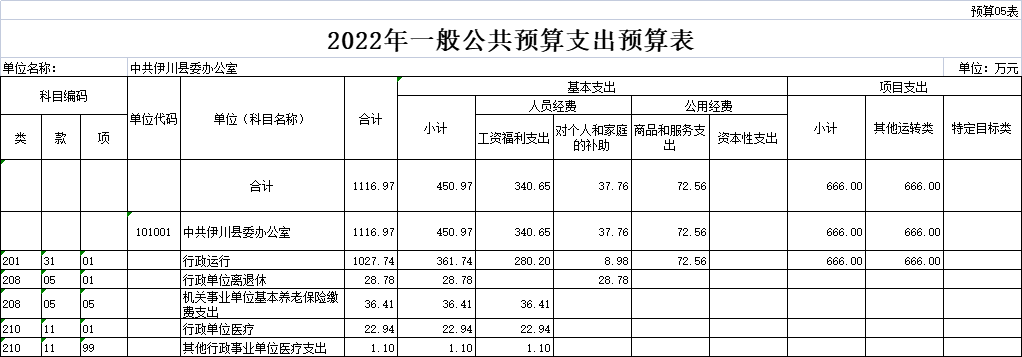 预算05表
2022年一般公共预算支出预算表
单位名称： 中共伊川县委办公室 单位：万元
科目编码 单位代码 单位（科目名称） 合计 基本支出 项目支出
小计 人员经费 公用经费 小计 其他运转类 特定目标类
类 款 项 工资福利支出 对个人和家庭的补助 商品和服务支出 资本性支出
合计 1116.97 450.97 340.65 37.76 72.56 666.00 666.00
101001 中共伊川县委办公室 1116.97 450.97 340.65 37.76 72.56 666.00 666.00
201 31 01 行政运行 1027.74 361.74 280.20 8.98 72.56 666.00 666.00
208 05 01 行政单位离退休 28.78 28.78 28.78
208 05 05 机关事业单位基本养老保险缴费支出 36.41 36.41 36.41
210 11 01 行政单位医疗 22.94 22.94 22.94
210 11 99 其他行政事业单位医疗支出 1.10 1.10 1.10